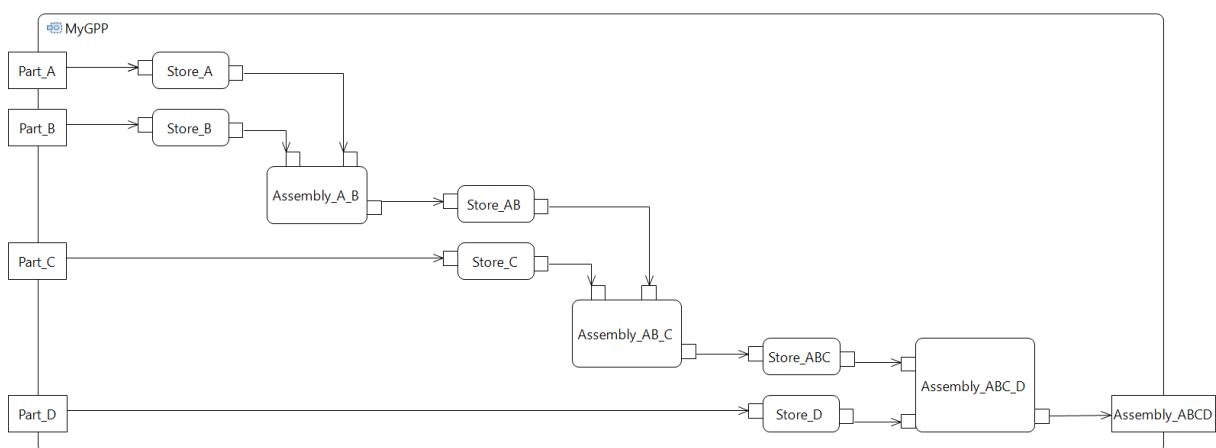 MyGPP
Part_A
Store_A
Part_B
Store_B
Assembly_A_B
Store_AB
Part_C
Store_C
Assembly_AB_C
Store_ABC
Assembly_ABC_D
Part_D
Store_D
Assembly_ABCD